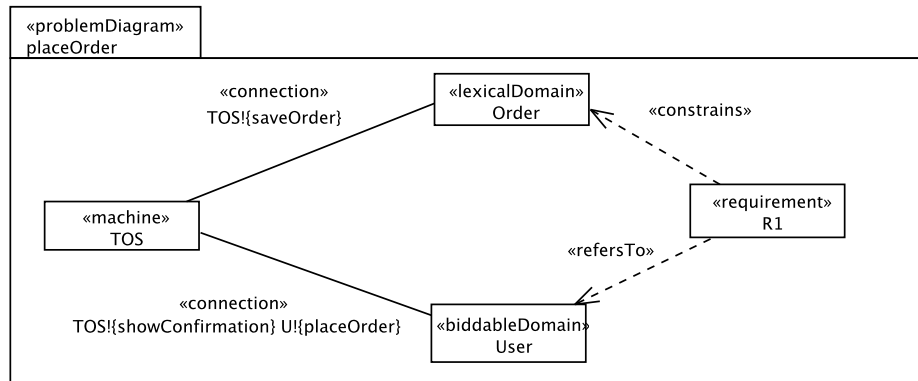 «problemDiagram»
placeOrder
«connection»
TOS!{saveOrder}
«lexicalDomain»
Order
«constrains»
«machine»
TOS
«requirement»
R1
«refersTo»
«connection»
TOS!{showConfirmation} U!{placeOrder}
«biddableDomain»
User